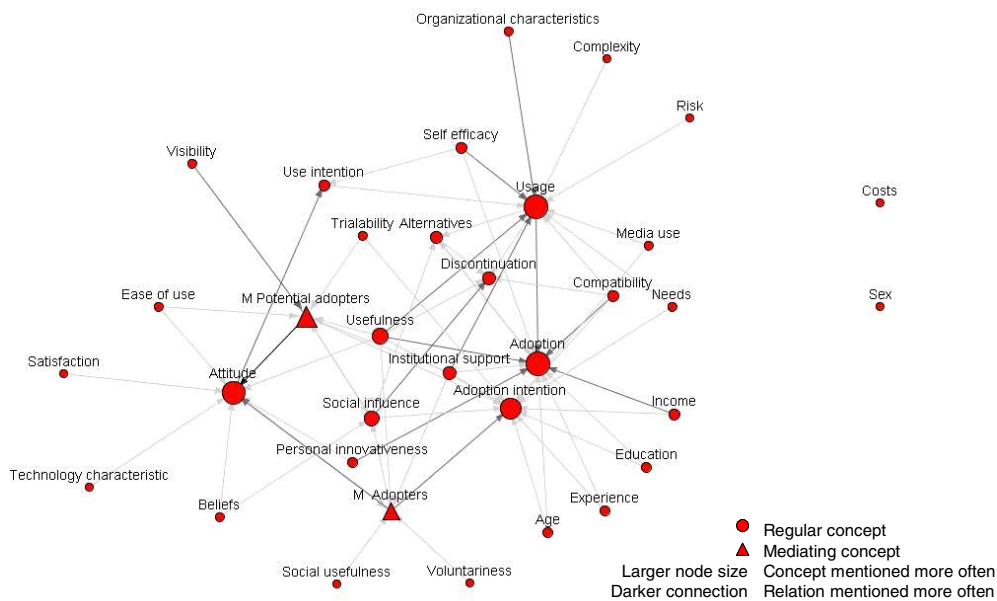 Organizational characteristics
Complexity
Risk
Self efficacy
Visibility
Use intention
Usage
Costs
Trialability
Alternatives
Media use
Discontinuation
Compatibility
Ease of use
M Potential adopters
Needs
Sex
Usefulness
Adoption
Institutional support
Satisfaction
Attitude
Adoption intention
Social influence
Income
Personal innovativeness
Education
Technology characteristic
M Adopters
Experience
Beliefs
Age
Regular concept
Mediating concept
Social usefulness
Voluntariness
Larger node size Concept mentioned more often
Darker connection Relation mentioned more often